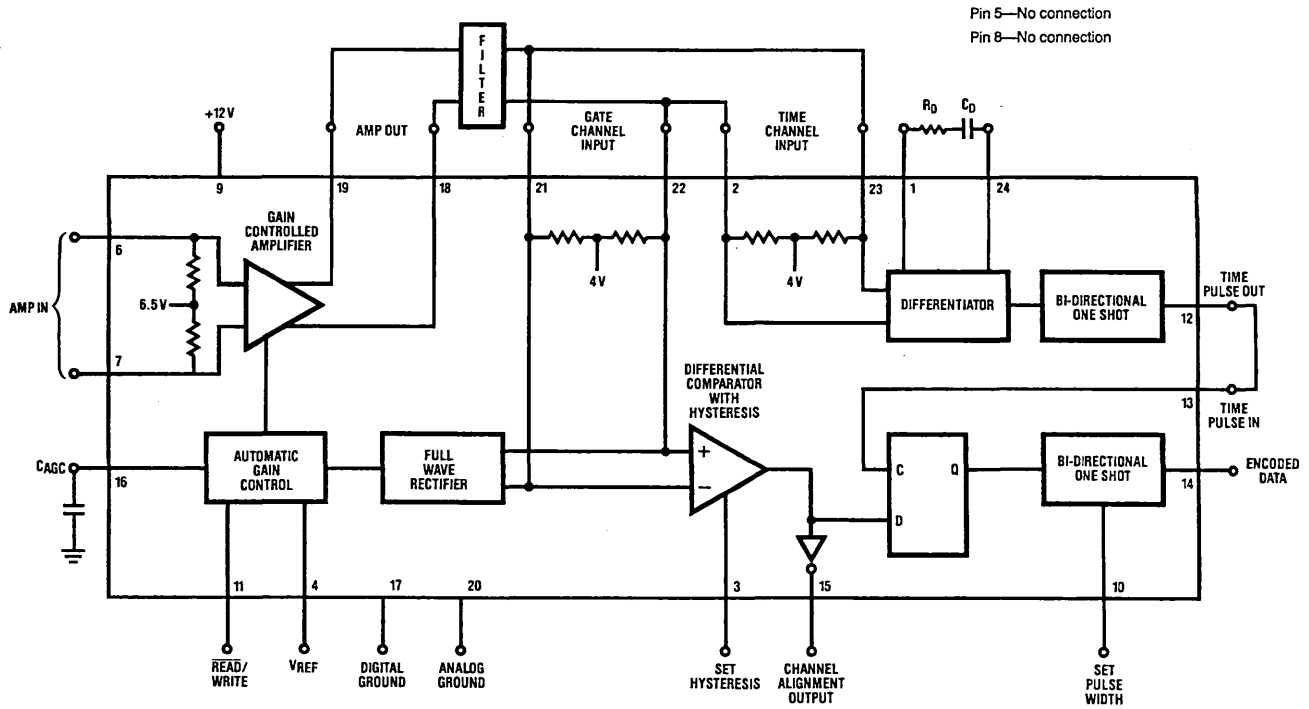 Pin 5—No connection
Pin 8—No connection
FILTER
+12V
AMP OUT
GATE
CHANNEL
INPUT
TIME
CHANNEL
INPUT
RD
CD
9
19
18
21
22
2
23
1
24
GAIN
CONTROLLED
AMPLIFIER
6
AMP IN
6.5V
7
4V
4V
DIFFERENTIATOR
BI-DIRECTIONAL
ONE SHOT
TIME
PULSE OUT
12
DIFFERENTIAL
COMPARATOR
WITH
HYSTERESIS
13
TIME
PULSE IN
CAGC
16
AUTOMATIC
GAIN
CONTROL
FULL
WAVE
RECTIFIER
+
−
C
Q
D
BI-DIRECTIONAL
ONE SHOT
ENCODED
DATA
14
11
4
17
20
3
15
10
READ/
WRITE
VREF
DIGITAL
GROUND
ANALOG
GROUND
SET
HYSTERESIS
CHANNEL
ALIGNMENT
OUTPUT
SET
PULSE
WIDTH